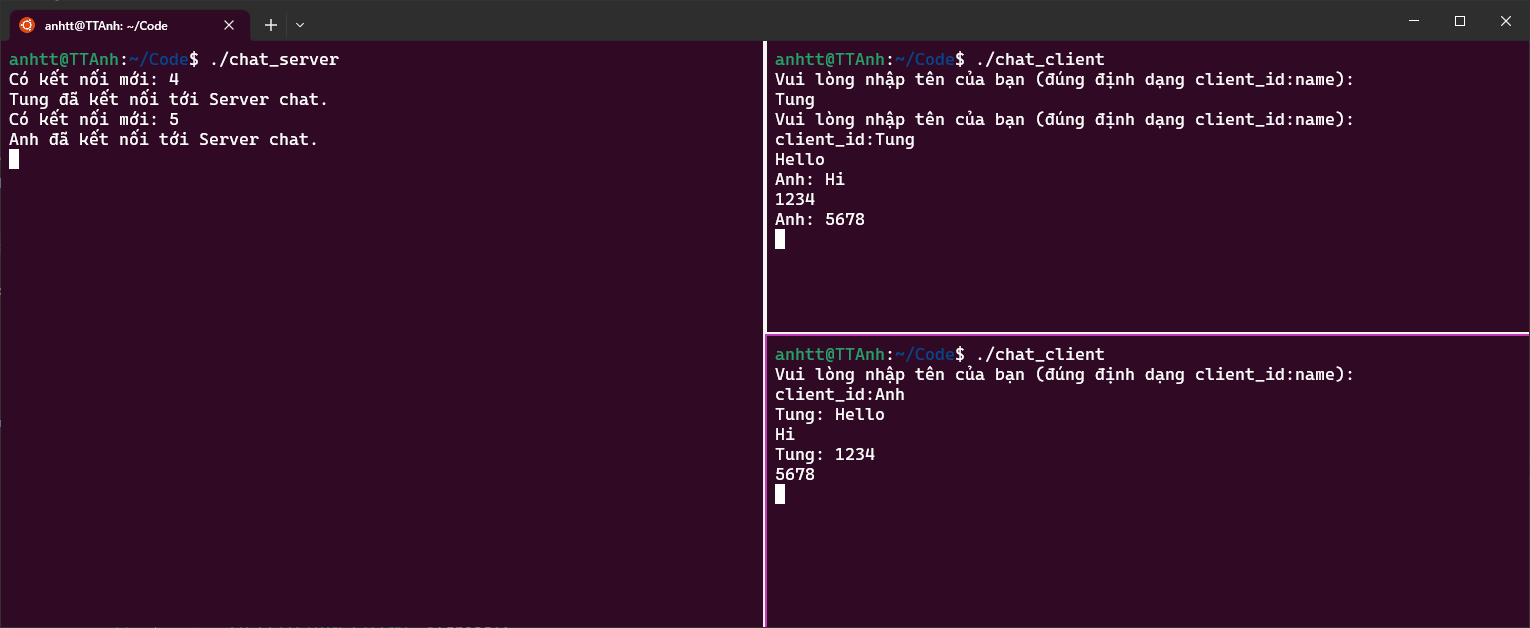 anhtt@TTAnh: ~/Code
anhtt@TTAnh:~/Code$ ./chat_server
Có kết nối mới: 4
Tung đã kết nối tới Server chat.
Có kết nối mới: 5
Anh đã kết nối tới Server chat.
anhtt@TTAnh:~/Code$ ./chat_client
Vui lòng nhập tên của bạn (đúng định dạng client_id:name):
Tung
Vui lòng nhập tên của bạn (đúng định dạng client_id:name):
client_id:Tung
Hello
Anh: Hi
1234
Anh: 5678
anhtt@TTAnh:~/Code$ ./chat_client
Vui lòng nhập tên của bạn (đúng định dạng client_id:name):
client_id:Anh
Tung: Hello
Hi
Tung: 1234
5678